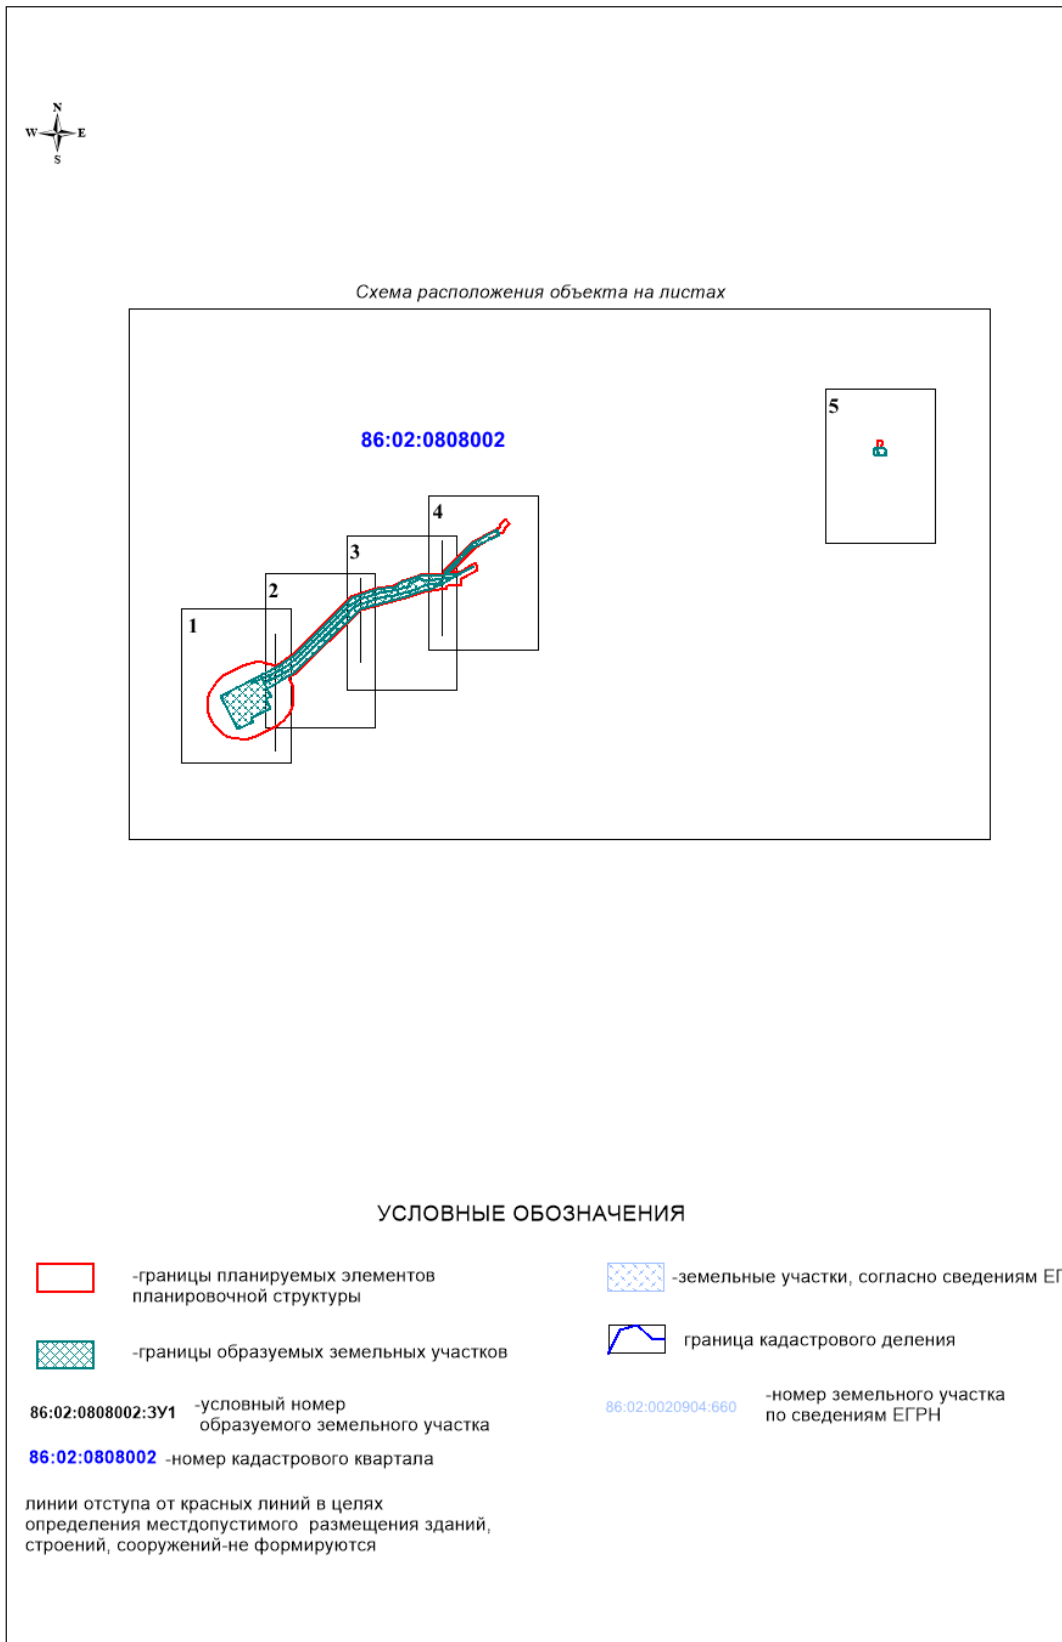 N
W E
S
Схема расположения объекта на листах
5
86:02:0808002
4
3
2
1
УСЛОВНЫЕ ОБОЗНАЧЕНИЯ
-границы планируемых элементов
планировочной структуры
-земельные участки, согласно сведениям ЕГ
-границы образуемых земельных участков
граница кадастрового деления
86:02:0808002:ЗУ1 -условный номер
образуемого земельного участка
86:02:0020904:660 -номер земельного участка
по сведениям ЕГРН
86:02:0808002 -номер кадастрового квартала
линии отступа от красных линий в целях
определения местдопустимого размещения зданий,
строений, сооружений-не формируются